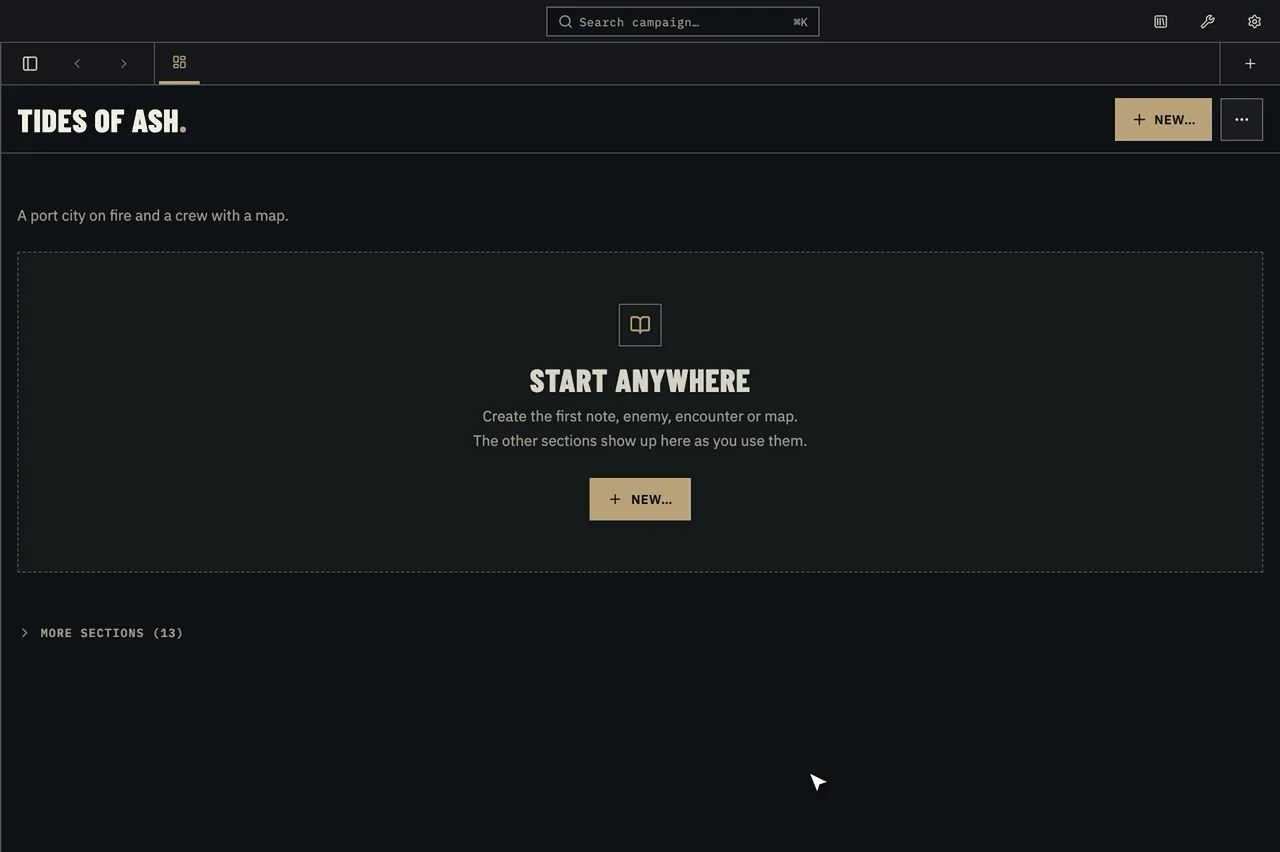 Search campaign… ⌘K
TIDES OF ASH.
+ NEW…
A port city on fire and a crew with a map.
START ANYWHERE
Create the first note, enemy, encounter or map.
The other sections show up here as you use them.
+ NEW…
MORE SECTIONS (13)